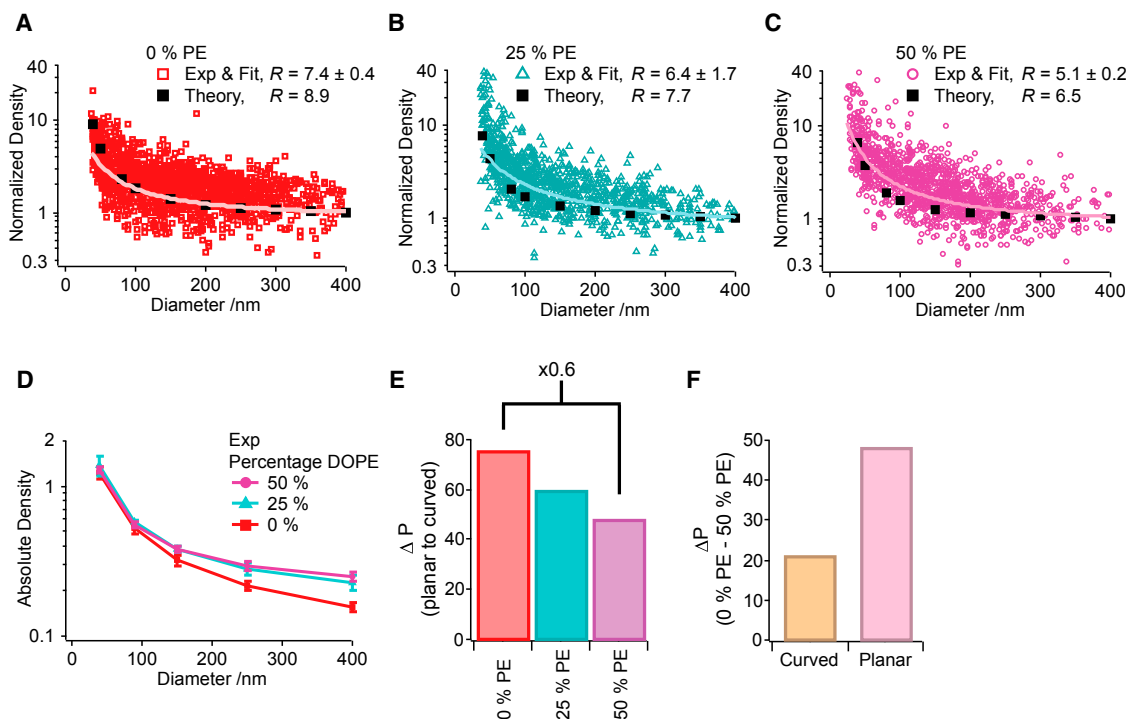 A
0 % PE
Exp & Fit, R = 7.4 ± 0.4
Theory, R = 8.9
40
10
1
0.3
Normalized Density
0 100 200 300 400
Diameter /nm
B
25 % PE
Exp & Fit, R = 6.4 ± 1.7
Theory, R = 7.7
40
10
1
0.3
Normalized Density
0 100 200 300 400
Diameter /nm
C
50 % PE
Exp & Fit, R = 5.1 ± 0.2
Theory, R = 6.5
40
10
1
0.3
Normalized Density
0 100 200 300 400
Diameter /nm
D
Exp
Percentage DOPE
50 %
25 %
0 %
2
1
0.1
Absolute Density
0 100 200 300 400
Diameter /nm
E
x0.6
80
60
40
20
0
Δ P
(planar to curved)
0 % PE
25 % PE
50 % PE
F
50
40
30
20
10
0
ΔP
(0 % PE - 50 % PE)
Curved Planar